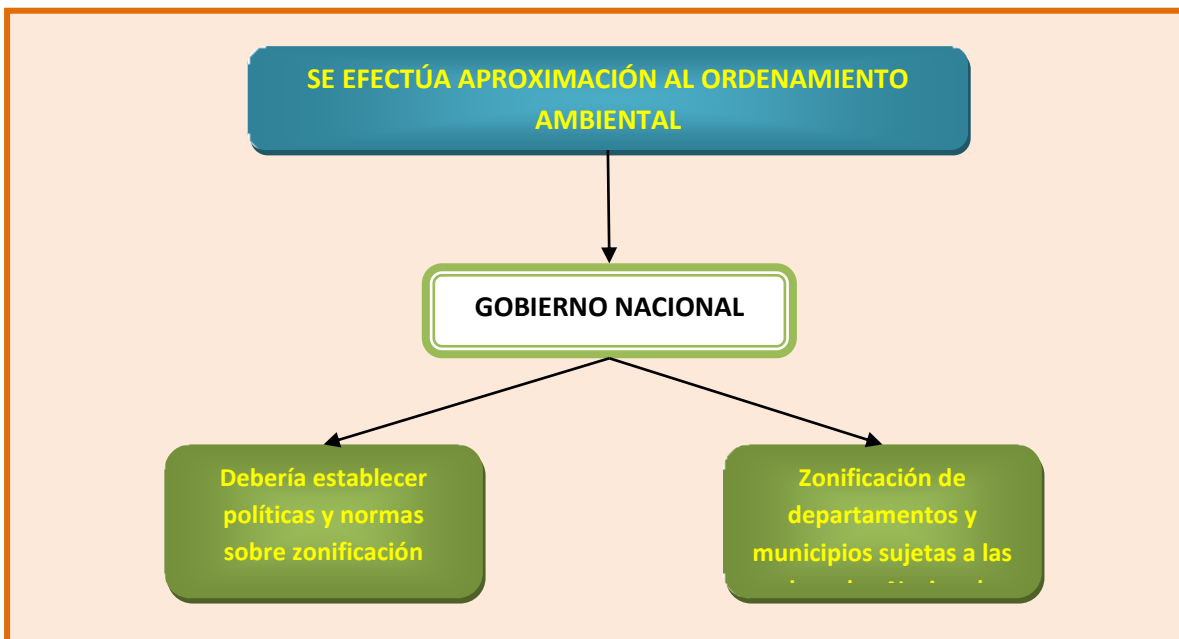 SE EFECTÚA APROXIMACIÓN AL ORDENAMIENTO
AMBIENTAL
GOBIERNO NACIONAL
Debería establecer
políticas y normas
sobre zonificación
Zonificación de
departamentos y
municipios sujetas a las